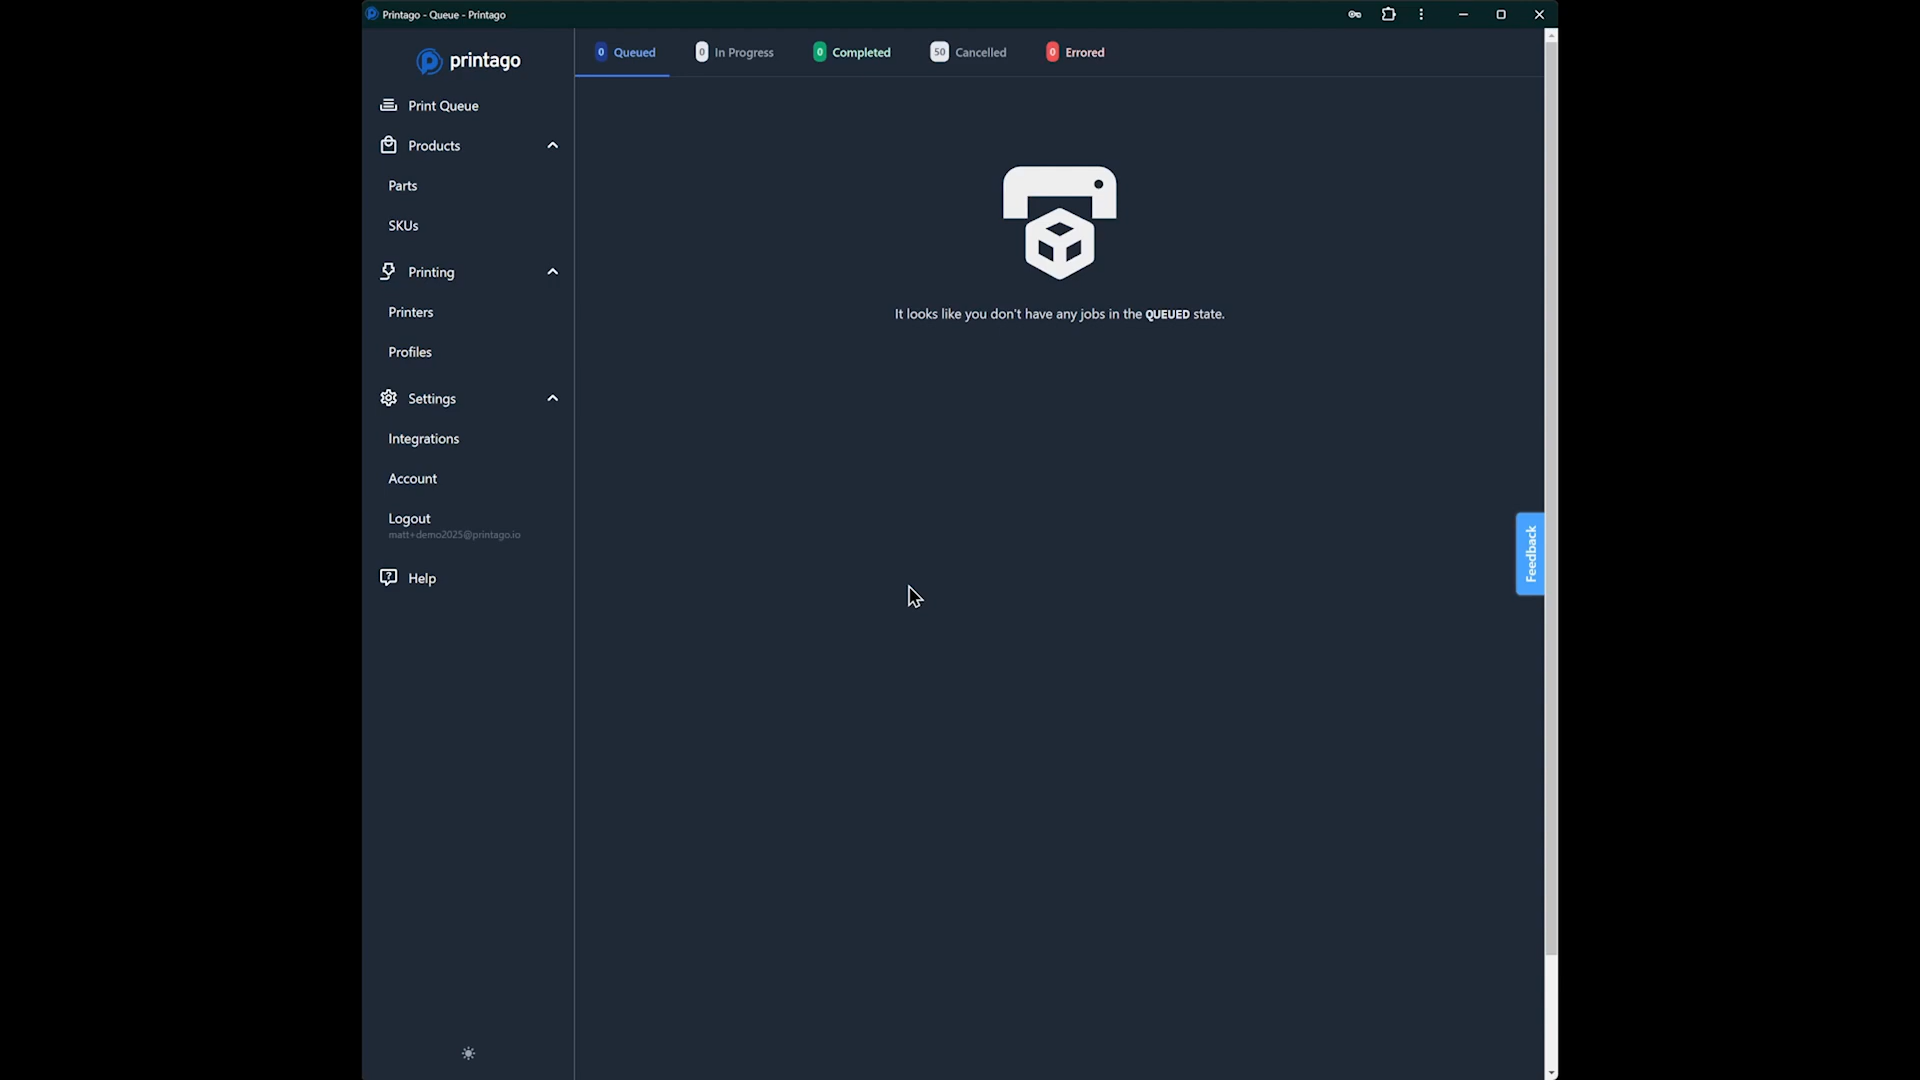 Printago - Queue - Printago
printago
Print Queue
Products
Parts
SKUs
Printing
Printers
Profiles
Settings
Integrations
Account
Logout
matt+demo2025@printago.io
Help
0 Queued
0 In Progress
0 Completed
50 Cancelled
0 Errored
It looks like you don't have any jobs in the QUEUED state.
Feedback